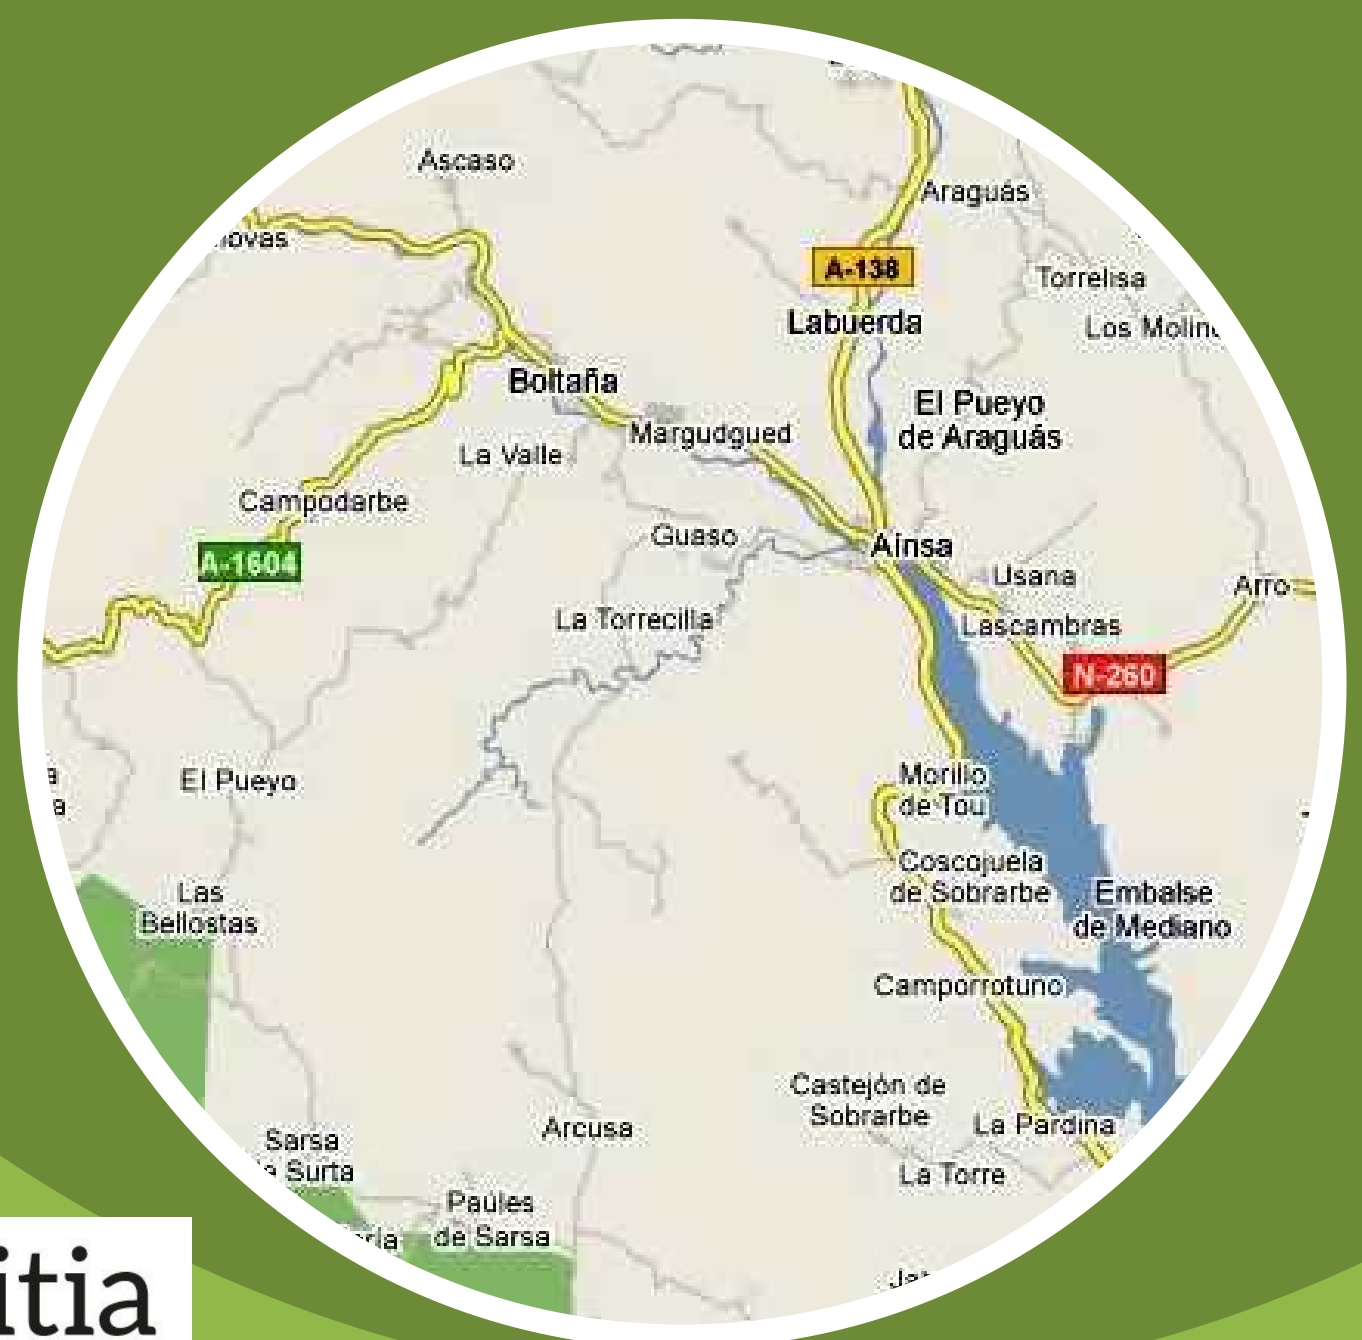 Ascaso
Araguás
A-138
Torrelisa
Labuerda
Boltaña
El Pueyo
de Araguás
Margudgued
La Valle
Campodarbe
Guaso
Aínsa
A-1604
Usana
Arro
La Torrecilla
Lascambras
N-260
El Pueyo
Morillo
de Tou
Coscojuela
de Sobrarbe
Las
Bellostas
Embalse
de Mediano
Camporrotuno
Castejón de
Sobrarbe
La Pardina
Arcusa
Sarsa
Surta
La Torre
Paúles
de Sarsa